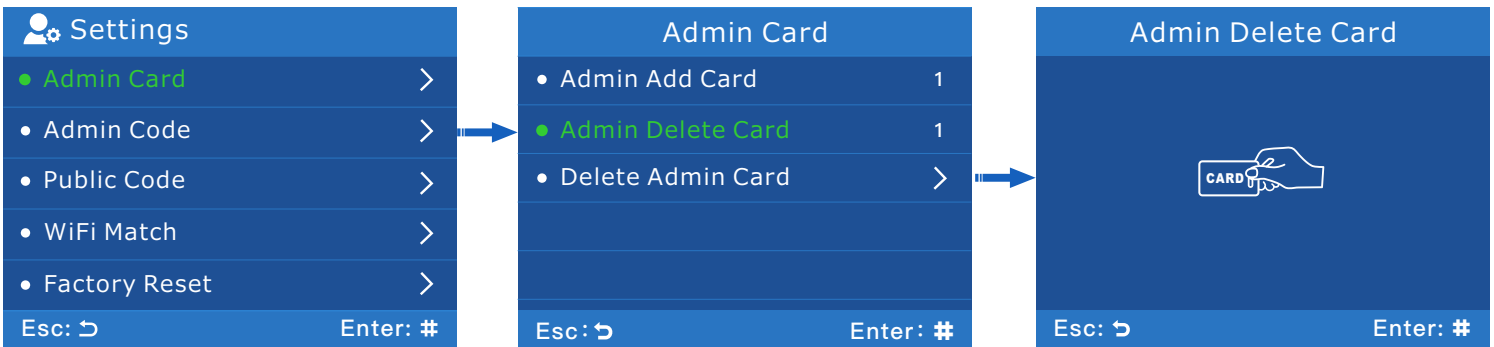 Settings
Admin Card
Admin Code
Public Code
WiFi Match
Factory Reset
Esc: Enter: #
Admin Card
Admin Add Card 1
Admin Delete Card 1
Delete Admin Card
Esc: Enter: #
Admin Delete Card
CARD
Esc: Enter: #